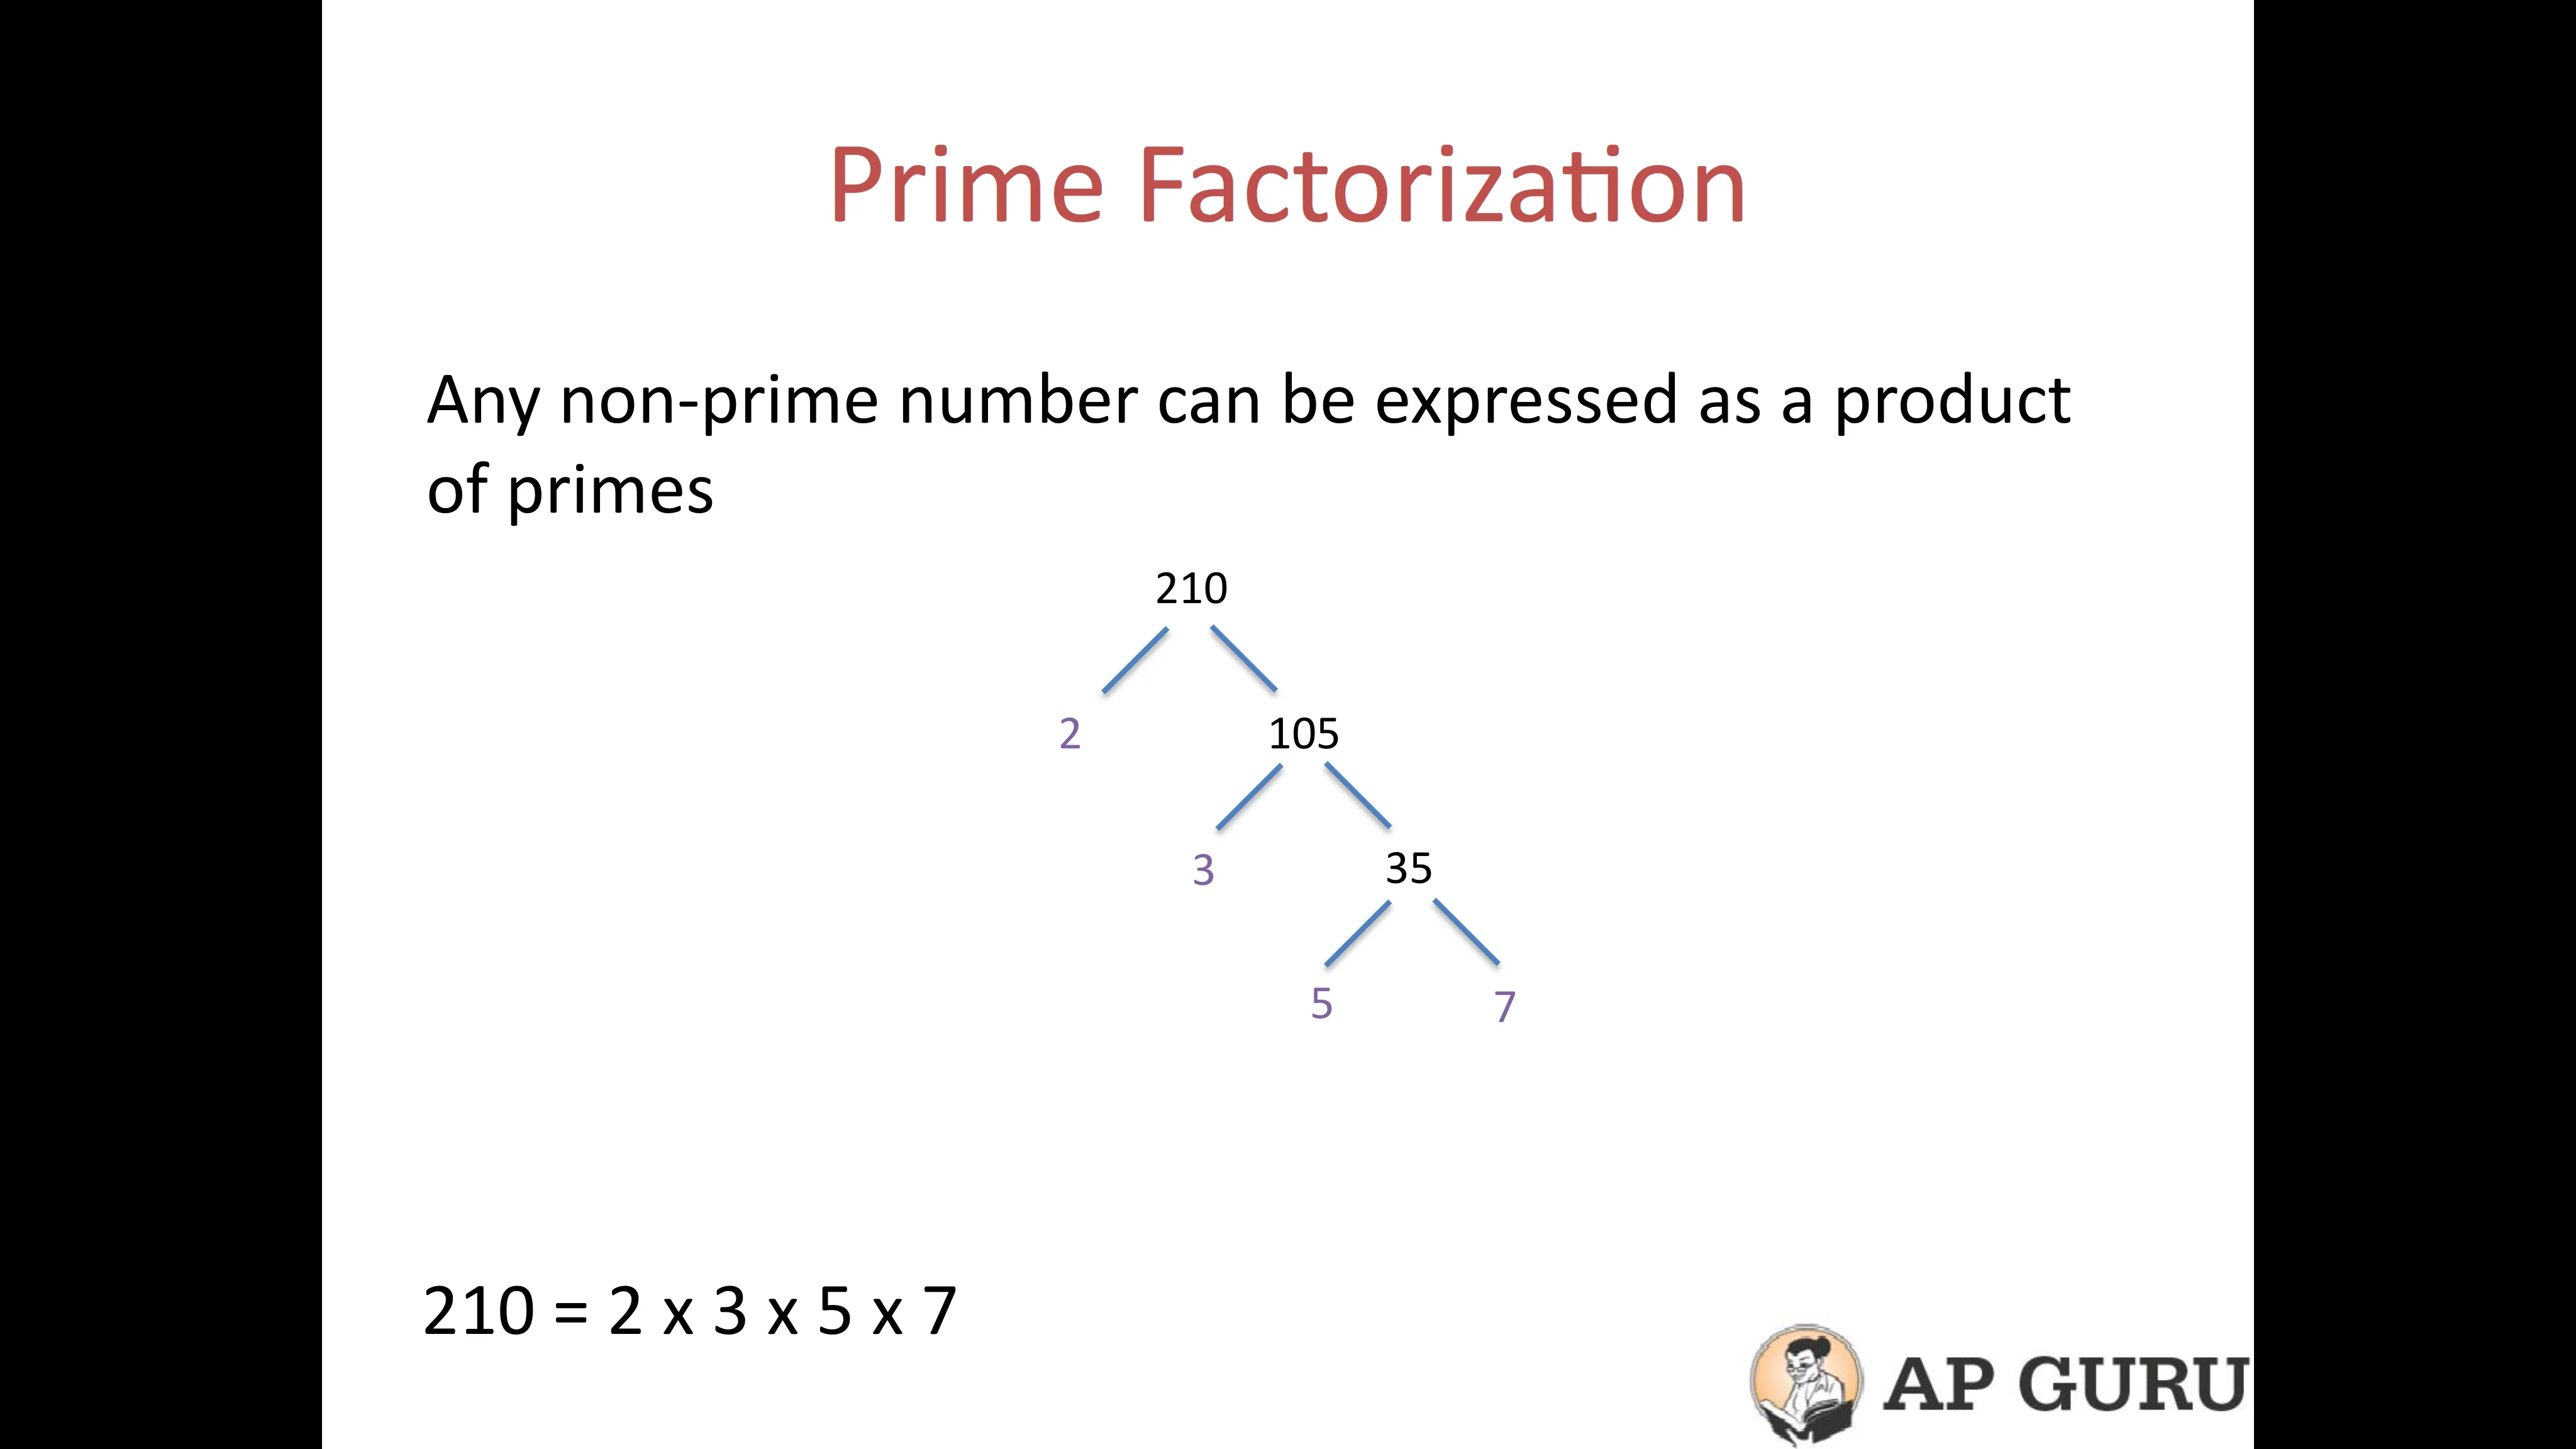 Prime Factorization
Any non-prime number can be expressed as a product
of primes
210
2 105
3 35
5 7
210 = 2 x 3 x 5 x 7
AP GURU